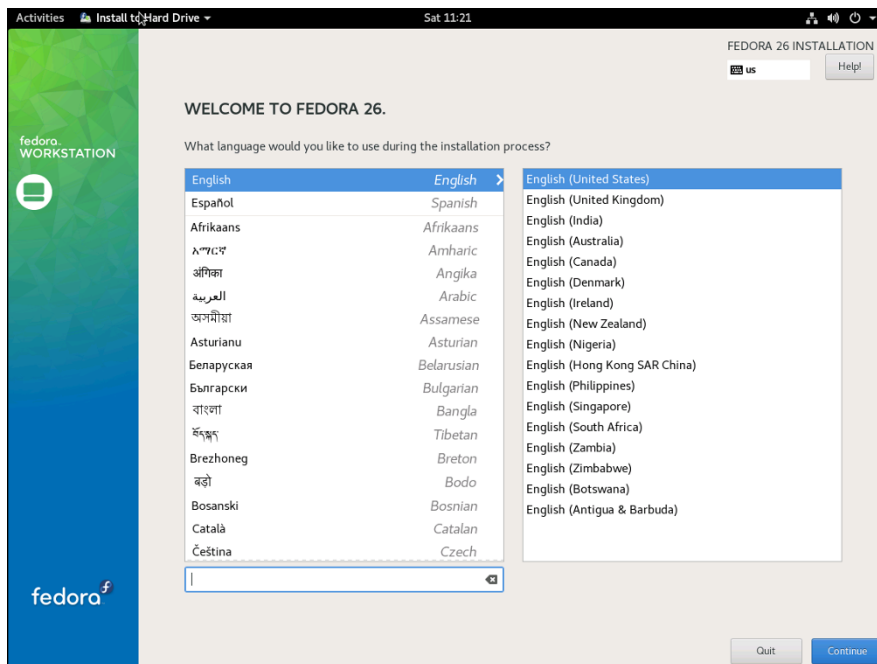 Activities Install to Hard Drive Sat 11:21
FEDORA 26 INSTALLATION
us Help!
fedora.
WORKSTATION
WELCOME TO FEDORA 26.
What language would you like to use during the installation process?
English English
Español Spanish
Afrikaans Afrikaans
አማርኛ Amharic
अंगिका Angika
العربية Arabic
অসমীয়া Assamese
Asturianu Asturian
Беларуская Belarusian
Български Bulgarian
বাংলা Bangla
བོད་སྐད་ Tibetan
Brezhoneg Breton
बड़ो Bodo
Bosanski Bosnian
Català Catalan
Čeština Czech
English (United States)
English (United Kingdom)
English (India)
English (Australia)
English (Canada)
English (Denmark)
English (Ireland)
English (New Zealand)
English (Nigeria)
English (Hong Kong SAR China)
English (Philippines)
English (Singapore)
English (South Africa)
English (Zambia)
English (Zimbabwe)
English (Botswana)
English (Antigua & Barbuda)
fedora
Quit Continue